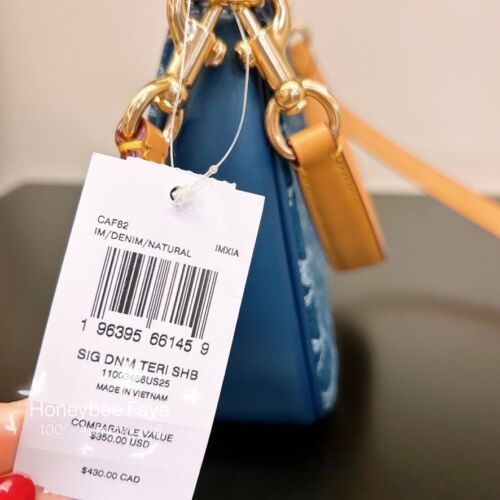 CAF82
IM/DENIM/NATURAL IMXIA
1 96395 66145 9
SIG DNM TERI SHB
MADE IN VIETNAM
Honeybee Faye
COMPARABLE VALUE
$350.00 USD
$430.00 CAD